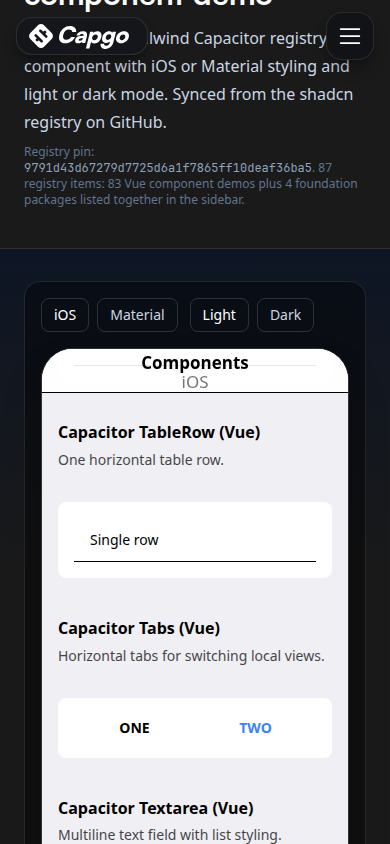 component demo
Capgo
lwind Capacitor registry
component with iOS or Material styling and
light or dark mode. Synced from the shadcn
registry on GitHub.
Registry pin:
9791d43d67279d7725d6a1f7865ff10deaf36ba5. 87
registry items: 83 Vue component demos plus 4 foundation
packages listed together in the sidebar.
iOS Material Light Dark
Components
iOS
Capacitor TableRow (Vue)
One horizontal table row.
Single row
Capacitor Tabs (Vue)
Horizontal tabs for switching local views.
ONE TWO
Capacitor Textarea (Vue)
Multiline text field with list styling.